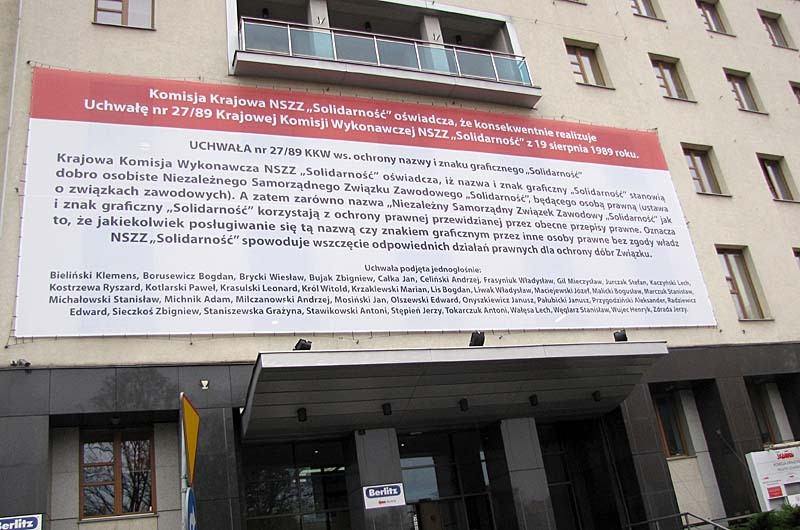 Komisja Krajowa NSZZ „Solidarność” oświadcza, że konsekwentnie realizuje
Uchwałę nr 27/89 Krajowej Komisji Wykonawczej NSZZ „Solidarność” z 19 sierpnia 1989 roku.
UCHWAŁA nr 27/89 KKW ws. ochrony nazwy i znaku graficznego „Solidarność”
Krajowa Komisja Wykonawcza NSZZ „Solidarność” oświadcza, iż nazwa i znak graficzny „Solidarność” stanowią
dobro osobiste Niezależnego Samorządnego Związku Zawodowego „Solidarność”, będącego osobą prawną (ustawa
o związkach zawodowych). A zatem zarówno nazwa „Niezależny Samorządny Związek Zawodowy „Solidarność” jak
i znak graficzny „Solidarność” korzystają z ochrony prawnej przewidzianej przez obecne przepisy prawne. Oznacza
to, że jakiekolwiek posługiwanie się tą nazwą czy znakiem graficznym przez inne osoby prawne bez zgody władz
NSZZ „Solidarność” spowoduje wszczęcie odpowiednich działań prawnych dla ochrony dóbr Związku.
Uchwała podjęta jednogłośnie:
Bieliński Klemens, Borusewicz Bogdan, Brycki Wiesław, Bujak Zbigniew, Całka Jan, Celiński Andrzej, Frasyniuk Władysław, Gil Mieczysław, Jurczak Stefan, Kaczyński Lech,
Kostrzewa Ryszard, Kotlarski Paweł, Krasulski Leonard, Król Witold, Krzaklewski Marian, Lis Bogdan, Liwak Władysław, Maciejewski Józef, Malicki Bogusław, Marczuk Stanisław,
Michałowski Stanisław, Michnik Adam, Milczanowski Andrzej, Mosiński Jan, Olszewski Edward, Onyszkiewicz Janusz, Pałubicki Janusz, Przygodziński Aleksander, Radziewicz
Edward, Sieczkoś Zbigniew, Staniszewska Grażyna, Stawikowski Antoni, Stępień Jerzy, Tokarczuk Antoni, Wałęsa Lech, Węglarz Stanisław, Wujec Henryk, Zdrada Jerzy.
Berlitz
Berlitz